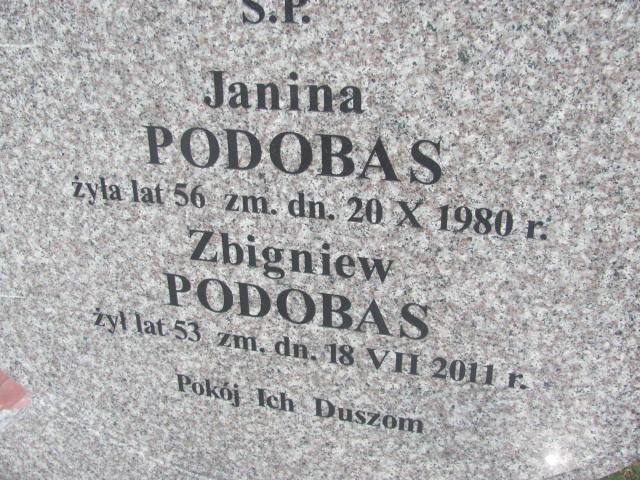 Ś.P.
Janina
PODOBAS
żyła lat 56 zm. dn. 20 X 1980 r.
Zbigniew
PODOBAS
żył lat 53 zm. dn. 18 VII 2011 r.
Pokój Ich Duszom